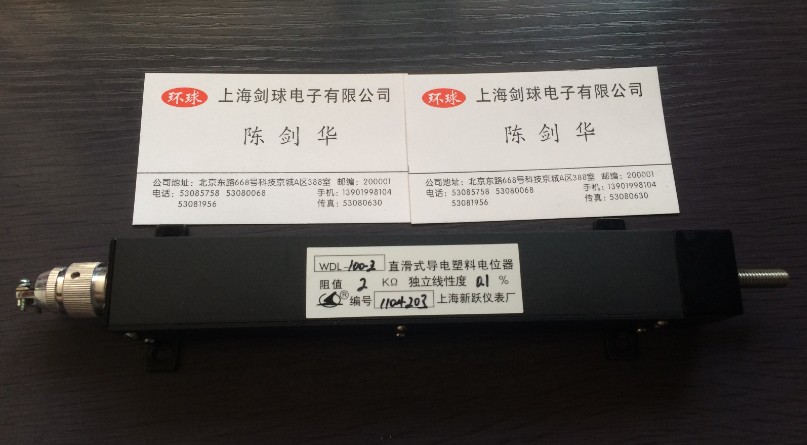 环球 上海剑球电子有限公司
陈剑华
公司地址：北京东路668号科技京城A区388室 邮编：200001
电话：53085758 53080068 手机：13901998104
53081956 传真：53080630
环球 上海剑球电子有限公司
陈剑华
公司地址：北京东路668号科技京城A区388室 邮编：200001
电话：53085758 53080068 手机：13901998104
53081956 传真：53080630
WDL-100-2 直滑式导电塑料电位器
阻值 2 KΩ 独立线性度 0.1 %
® 编号 1104203 上海新跃仪表厂